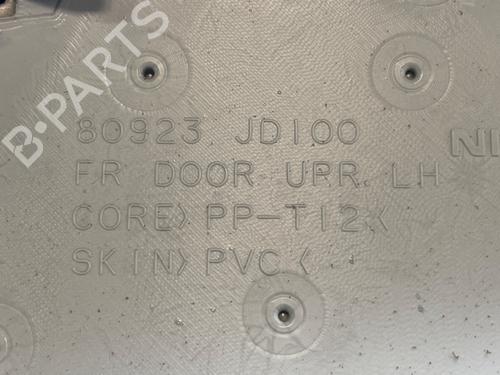 B-PARTS
80923 JD100
FR DOOR UPR. LH
CORE>PP-T12<
SKIN>PVC<